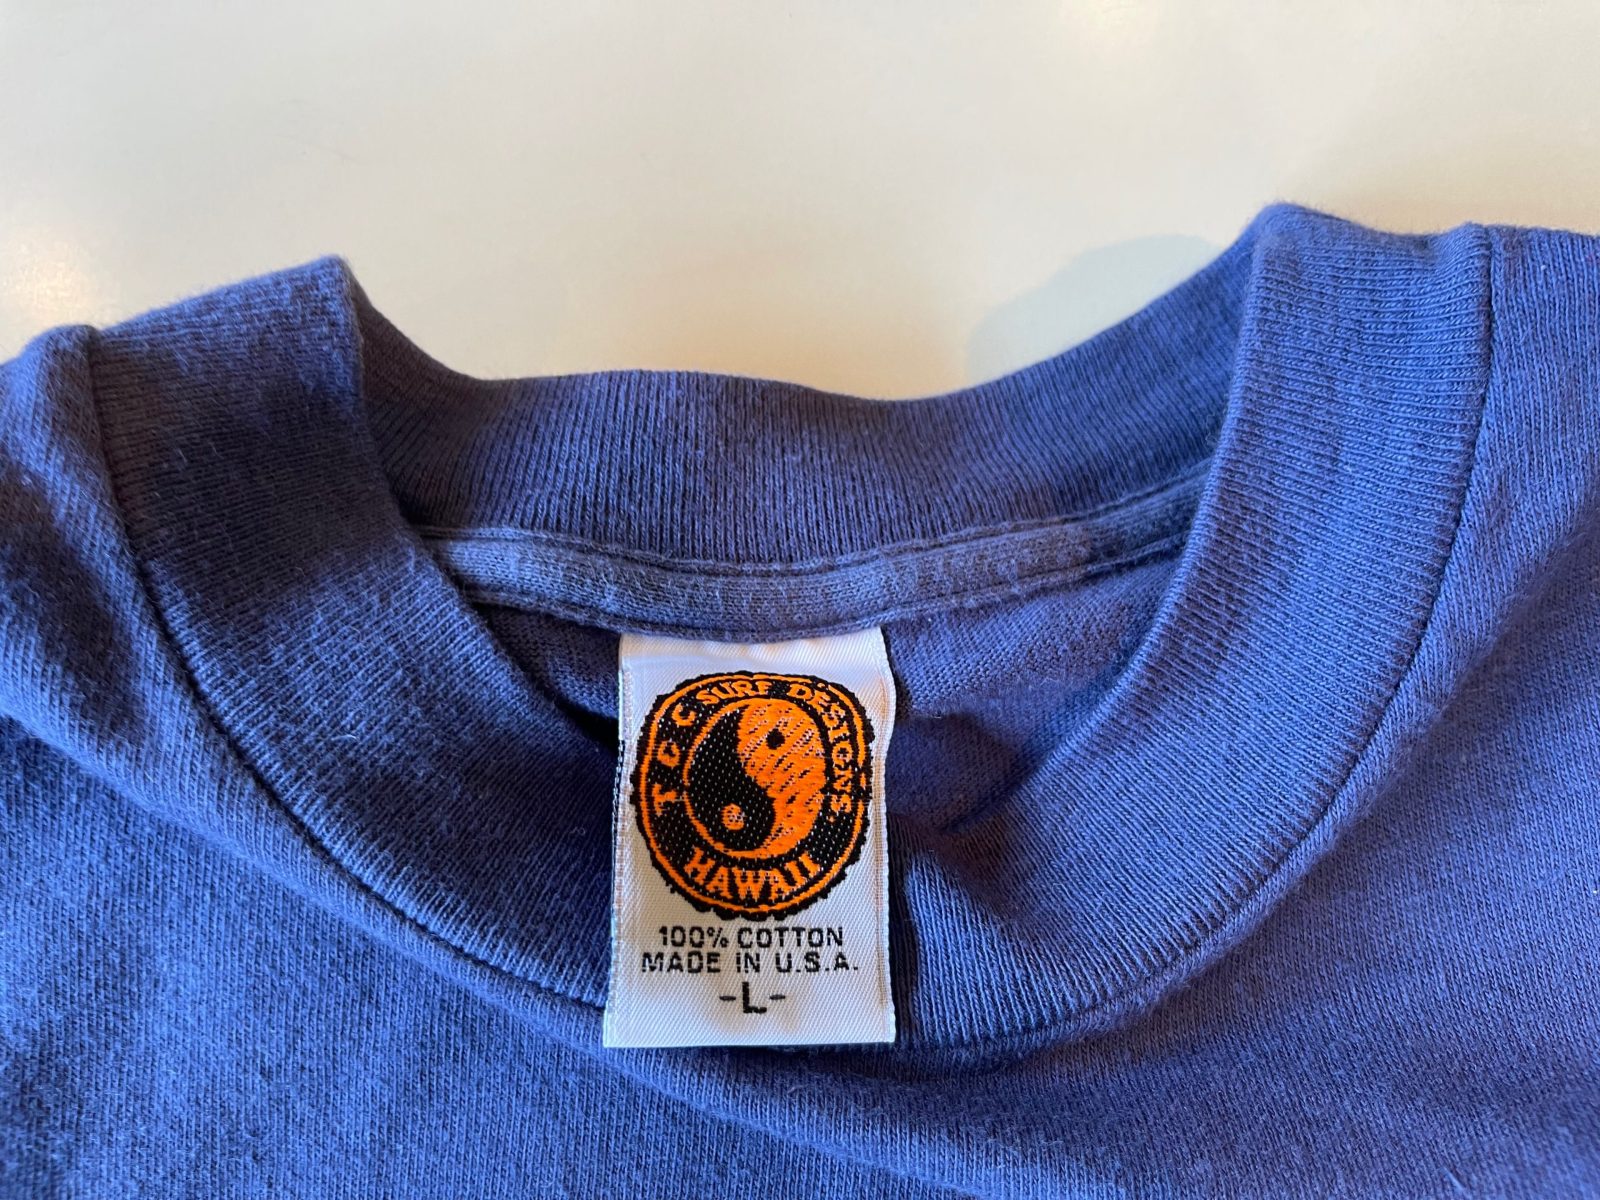 T&C SURF DESIGNS.
HAWAII
100% COTTON
MADE IN U.S.A.
-L-